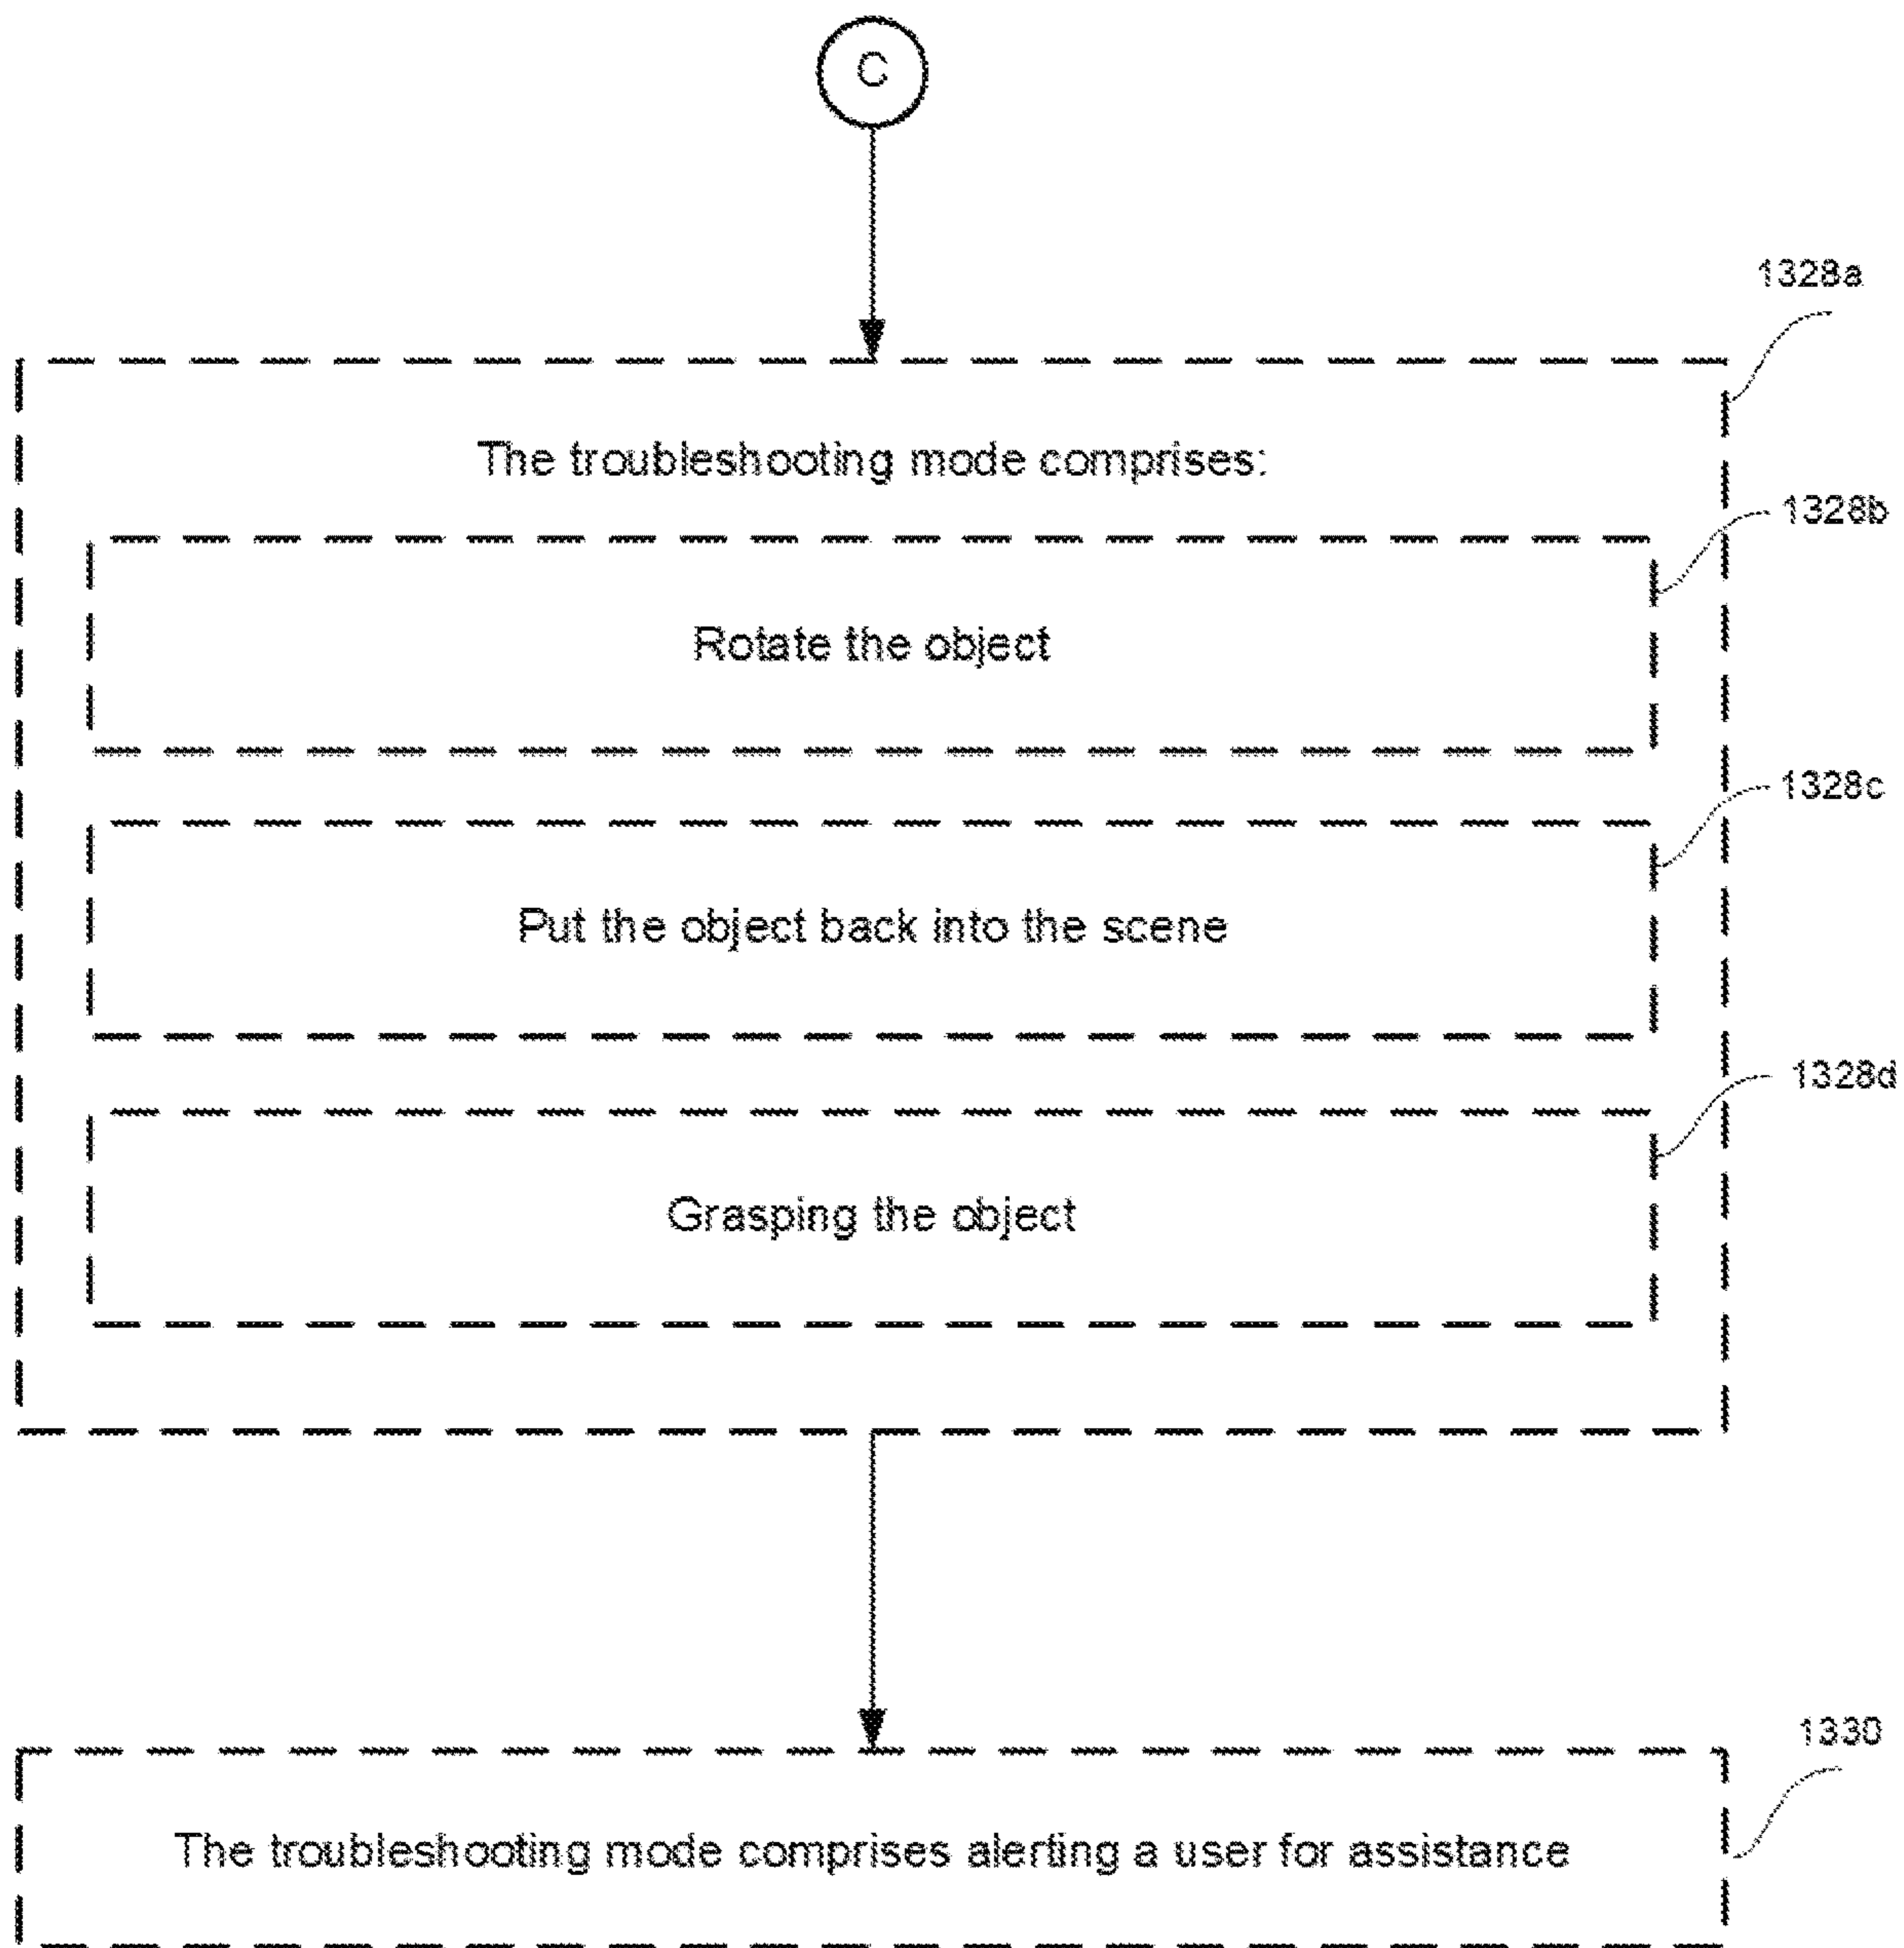 C
1328a
The troubleshooting mode comprises:
1328b
Rotate the object
1328c
Put the object back into the scene
1328d
Grasping the object
1330
The troubleshooting mode comprises alerting a user for assistance